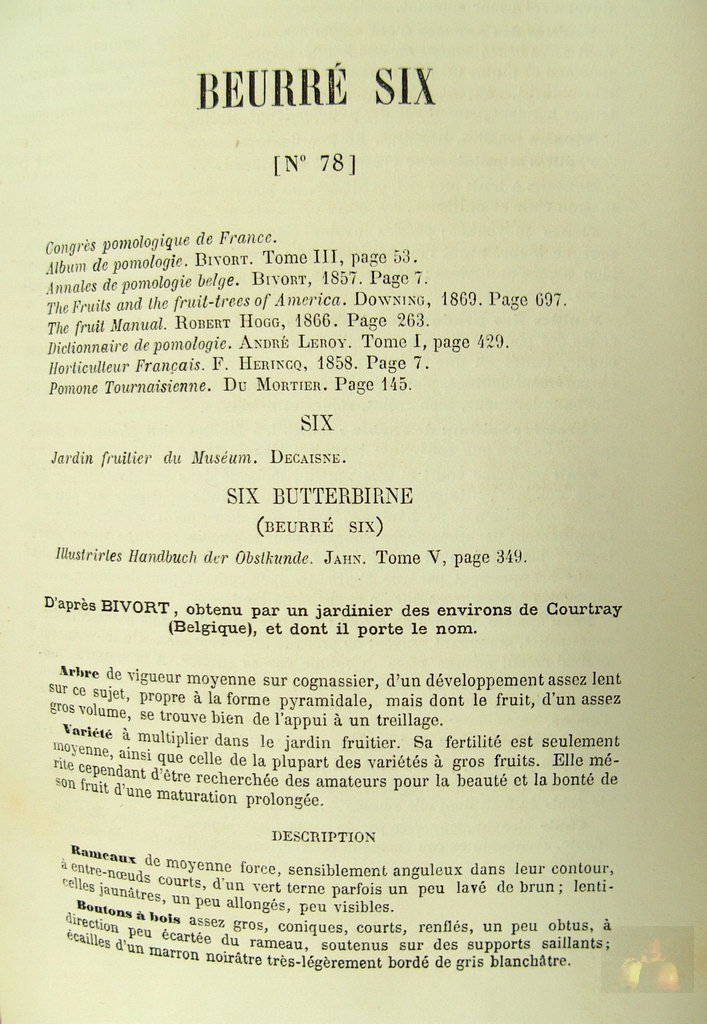 BEURRÉ SIX
[Nº 78]
Congrès pomologique de France.
Album de pomologie. BIVORT. Tome III, page 53.
Annales de pomologie belge. BIVORT, 1857. Page 7.
The Fruits and the fruit-trees of America. DOWNING, 1869. Page 697.
The fruit Manual. ROBERT HOGG, 1866. Page 263.
Dictionnaire de pomologie. ANDRÉ LEROY. Tome I, page 429.
Horticulteur Français. F. HERINCQ, 1858. Page 7.
Pomone Tournaisienne. DU MORTIER. Page 145.
SIX
Jardin fruitier du Muséum. DECAISNE.
SIX BUTTERBIRNE
(BEURRÉ SIX)
Illustrirtes Handbuch der Obstkunde. JAHN. Tome V, page 349.
D'après BIVORT, obtenu par un jardinier des environs de Courtray
(Belgique), et dont il porte le nom.
Arbre de vigueur moyenne sur cognassier, d'un développement assez lent
sur ce sujet, propre à la forme pyramidale, mais dont le fruit, d'un assez
gros volume, se trouve bien de l'appui à un treillage.
Variété à multiplier dans le jardin fruitier. Sa fertilité est seulement
moyenne, ainsi que celle de la plupart des variétés à gros fruits. Elle mé-
rite cependant d'être recherchée des amateurs pour la beauté et la bonté de
son fruit d'une maturation prolongée.
DESCRIPTION
Rameaux de moyenne force, sensiblement anguleux dans leur contour,
à entre-nœuds courts, d'un vert terne parfois un peu lavé de brun; lenti-
celles jaunâtres, un peu allongés, peu visibles.
Boutons à bois assez gros, coniques, courts, renflés, un peu obtus, à
direction peu écartée du rameau, soutenus sur des supports saillants;
écailles d'un marron noirâtre très-légèrement bordé de gris blanchâtre.